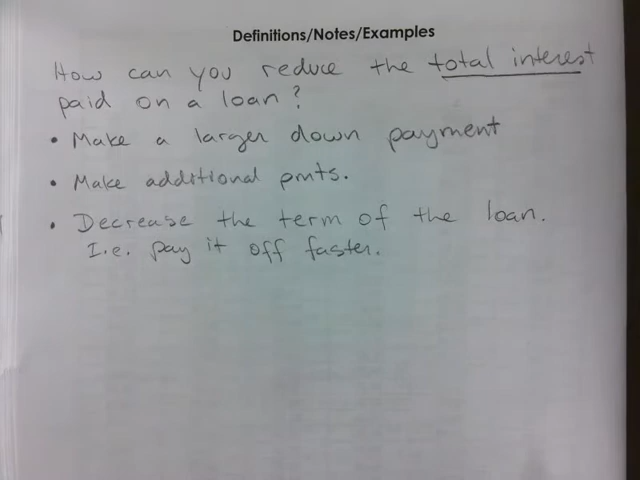 Definitions/Notes/Examples
How can you reduce the total interest
paid on a loan?
• Make a larger down payment
• Make additional pmts.
• Decrease the term of the loan.
I.e. pay it off faster.